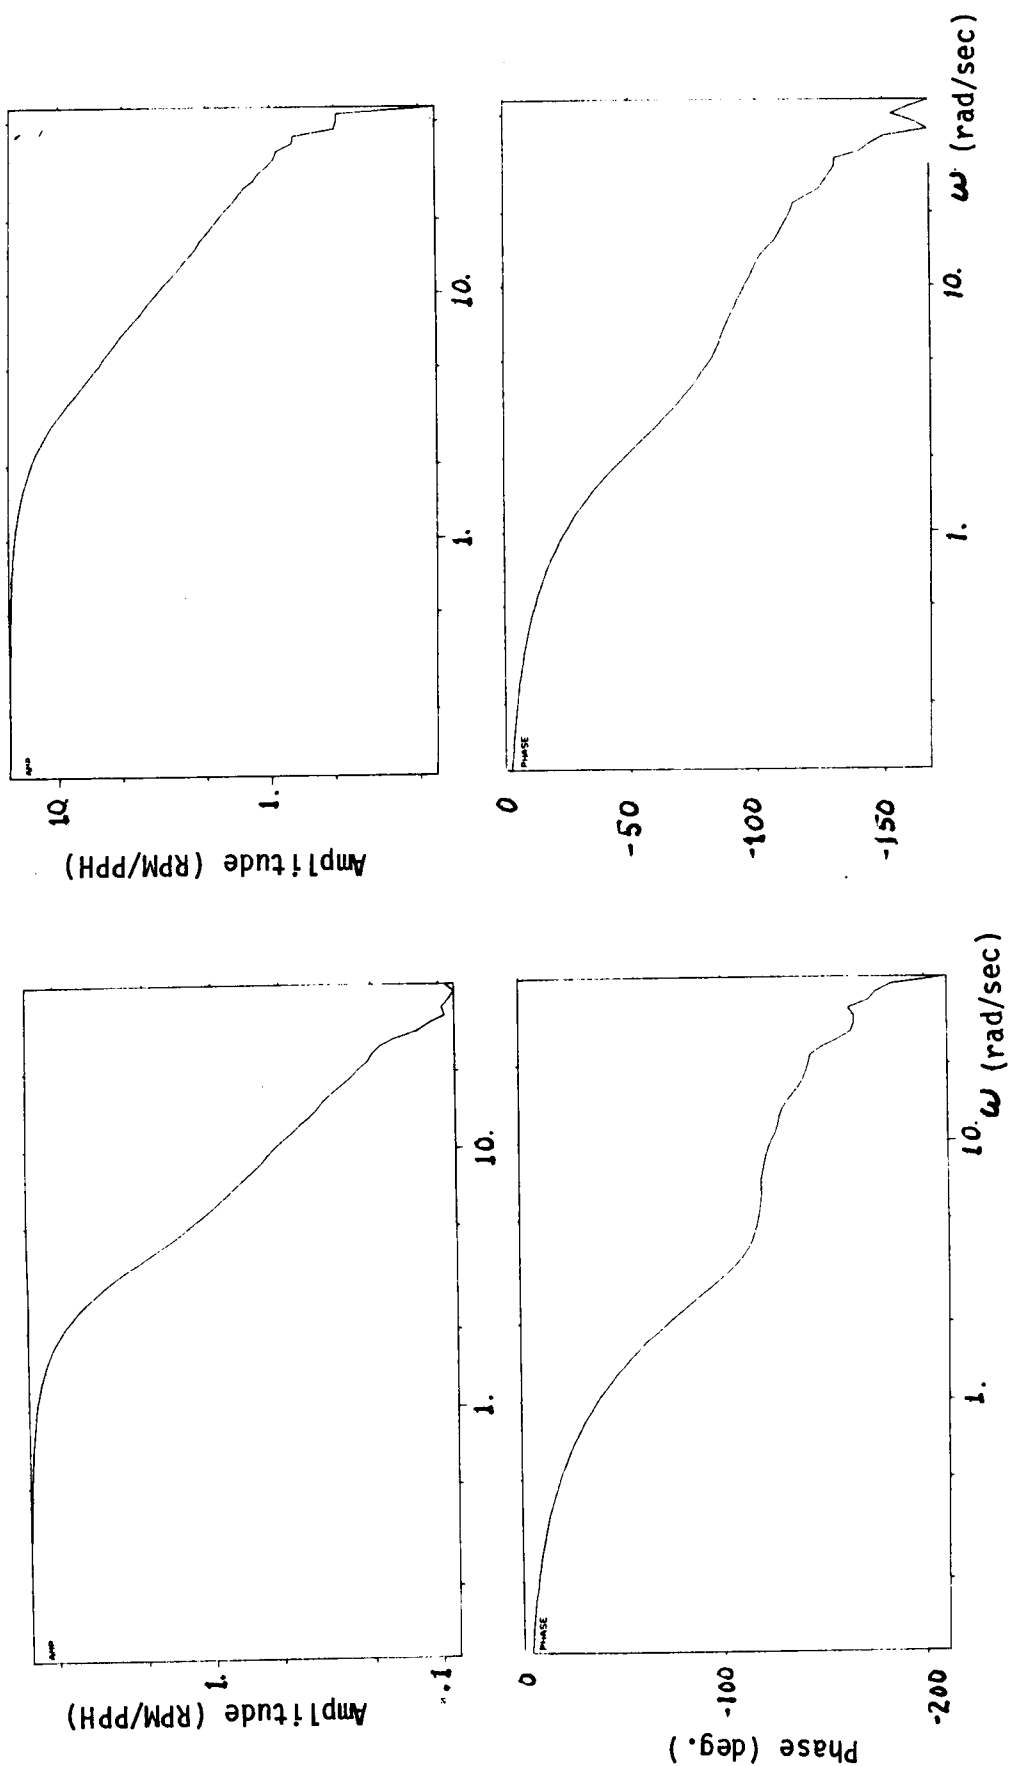 Amplitude (RPM/PPH)
AMP
1.
.1
1.
10.
Phase (deg.)
PHASE
0
-100
-200
1.
10.
ω (rad/sec)
Amplitude (RPM/PPH)
AMP
10.
1.
1.
10.
PHASE
0
-50
-100
-150
1.
10.
ω (rad/sec)